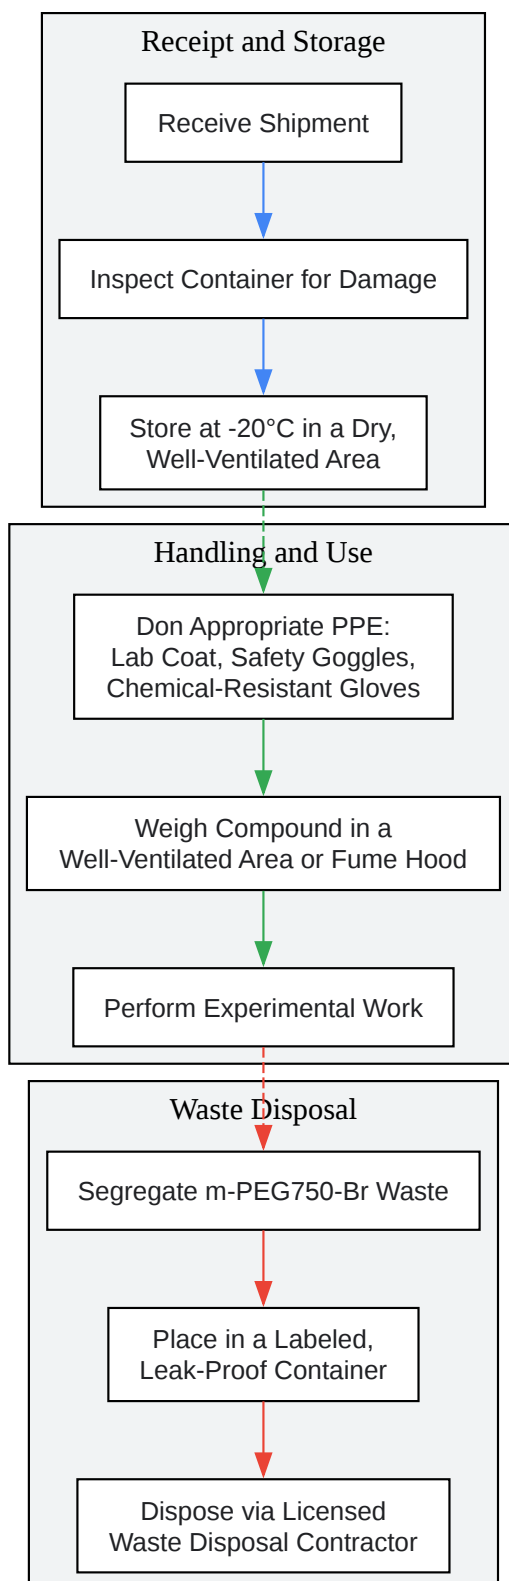 Receipt and Storage
Receive Shipment
Inspect Container for Damage
Store at -20°C in a Dry,
Well-Ventilated Area
Handling and Use
Don Appropriate PPE:
Lab Coat, Safety Goggles,
Chemical-Resistant Gloves
Weigh Compound in a
Well-Ventilated Area or Fume Hood
Perform Experimental Work
Waste Disposal
Segregate m-PEG750-Br Waste
Place in a Labeled,
Leak-Proof Container
Dispose via Licensed
Waste Disposal Contractor